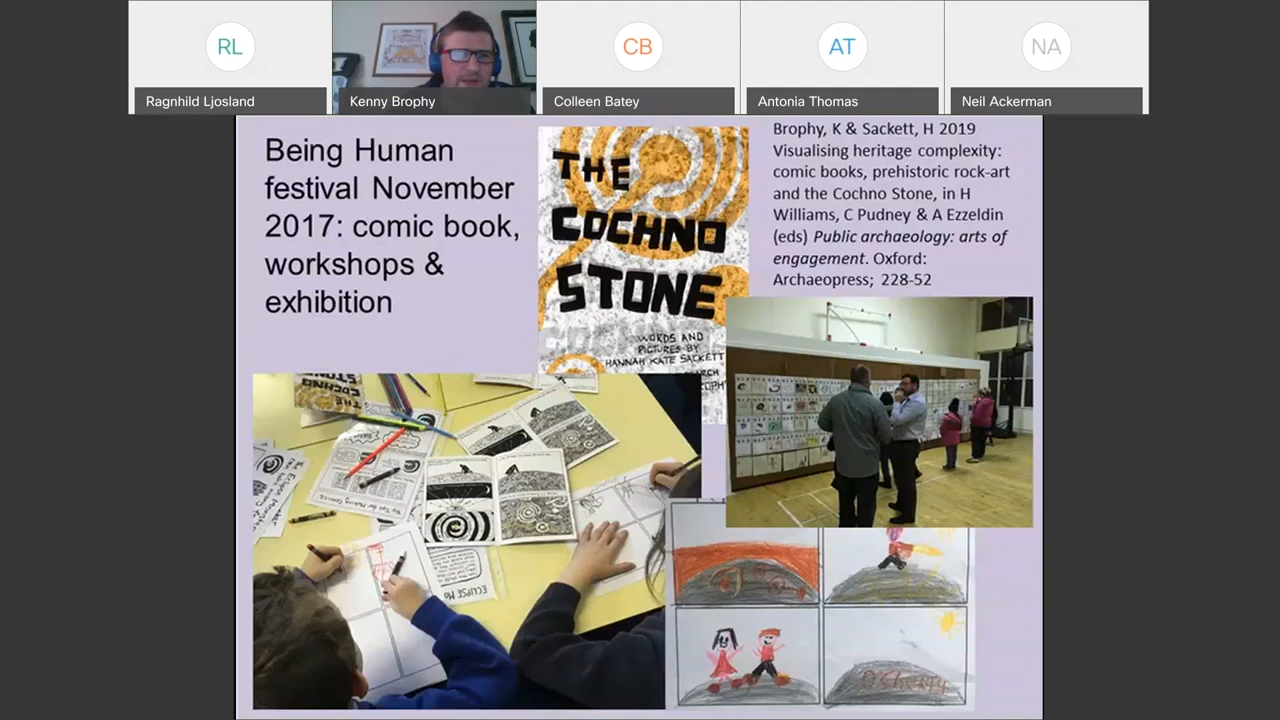 RL
CB
AT
NA
Ragnhild Ljosland
Kenny Brophy
Colleen Batey
Antonia Thomas
Neil Ackerman
Being Human
festival November
2017: comic book,
workshops &
exhibition
THE
COCHNO
STONE
WORDS AND
PICTURES BY
HANNAH KATE SACKETT
Brophy, K & Sackett, H 2019
Visualising heritage complexity:
comic books, prehistoric rock-art
and the Cochno Stone, in H
Williams, C Pudney & A Ezzeldin
(eds) Public archaeology: arts of
engagement. Oxford:
Archaeopress; 228-52
THE
COCHNO
STONE